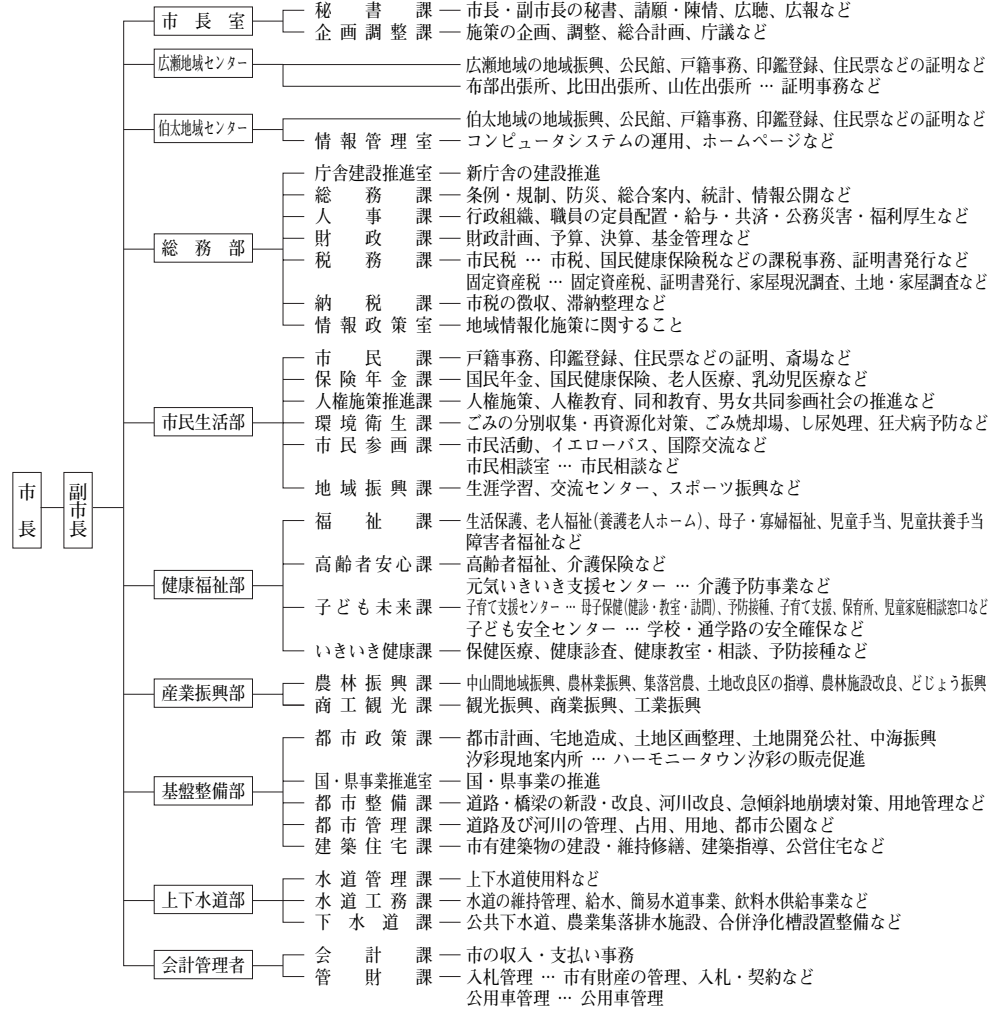 市長
副市長
市長室
秘書課 ― 市長・副市長の秘書、請願・陳情、広聴、広報など
企画調整課 ― 施策の企画、調整、総合計画、庁議など
広瀬地域センター
広瀬地域の地域振興、公民館、戸籍事務、印鑑登録、住民票などの証明など
布部出張所、比田出張所、山佐出張所 … 証明事務など
伯太地域センター
伯太地域の地域振興、公民館、戸籍事務、印鑑登録、住民票などの証明など
情報管理室 ― コンピュータシステムの運用、ホームページなど
総務部
庁舎建設推進室 ― 新庁舎の建設推進
総務課 ― 条例・規制、防災、総合案内、統計、情報公開など
人事課 ― 行政組織、職員の定員配置・給与・共済・公務災害・福利厚生など
財政課 ― 財政計画、予算、決算、基金管理など
税務課 ― 市民税 … 市税、国民健康保険税などの課税事務、証明書発行など
固定資産税 … 固定資産税、証明書発行、家屋現況調査、土地・家屋調査など
納税課 ― 市税の徴収、滞納整理など
情報政策室 ― 地域情報化施策に関すること
市民生活部
市民課 ― 戸籍事務、印鑑登録、住民票などの証明、斎場など
保険年金課 ― 国民年金、国民健康保険、老人医療、乳幼児医療など
人権施策推進課 ― 人権施策、人権教育、同和教育、男女共同参画社会の推進など
環境衛生課 ― ごみの分別収集・再資源化対策、ごみ焼却場、し尿処理、狂犬病予防など
市民参画課 ― 市民活動、イエローバス、国際交流など
市民相談室 … 市民相談など
地域振興課 ― 生涯学習、交流センター、スポーツ振興など
健康福祉部
福祉課 ― 生活保護、老人福祉(養護老人ホーム)、母子・寡婦福祉、児童手当、児童扶養手当
障害者福祉など
高齢者安心課 ― 高齢者福祉、介護保険など
元気いきいき支援センター … 介護予防事業など
子ども未来課 ― 子育て支援センター … 母子保健(健診・教室・訪問)、予防接種、子育て支援、保育所、児童家庭相談窓口など
子ども安全センター … 学校・通学路の安全確保など
いきいき健康課 ― 保健医療、健康診査、健康教室・相談、予防接種など
産業振興部
農林振興課 ― 中山間地域振興、農林業振興、集落営農、土地改良区の指導、農林施設改良、どじょう振興
商工観光課 ― 観光振興、商業振興、工業振興
基盤整備部
都市政策課 ― 都市計画、宅地造成、土地区画整理、土地開発公社、中海振興
汐彩現地案内所 … ハーモニータウン汐彩の販売促進
国・県事業推進室 ― 国・県事業の推進
都市整備課 ― 道路・橋梁の新設・改良、河川改良、急傾斜地崩壊対策、用地管理など
都市管理課 ― 道路及び河川の管理、占用、用地、都市公園など
建築住宅課 ― 市有建築物の建設・維持修繕、建築指導、公営住宅など
上下水道部
水道管理課 ― 上下水道使用料など
水道工務課 ― 水道の維持管理、給水、簡易水道事業、飲料水供給事業など
下水道課 ― 公共下水道、農業集落排水施設、合併浄化槽設置整備など
会計管理者
会計課 ― 市の収入・支払い事務
管財課 ― 入札管理 … 市有財産の管理、入札・契約など
公用車管理 … 公用車管理